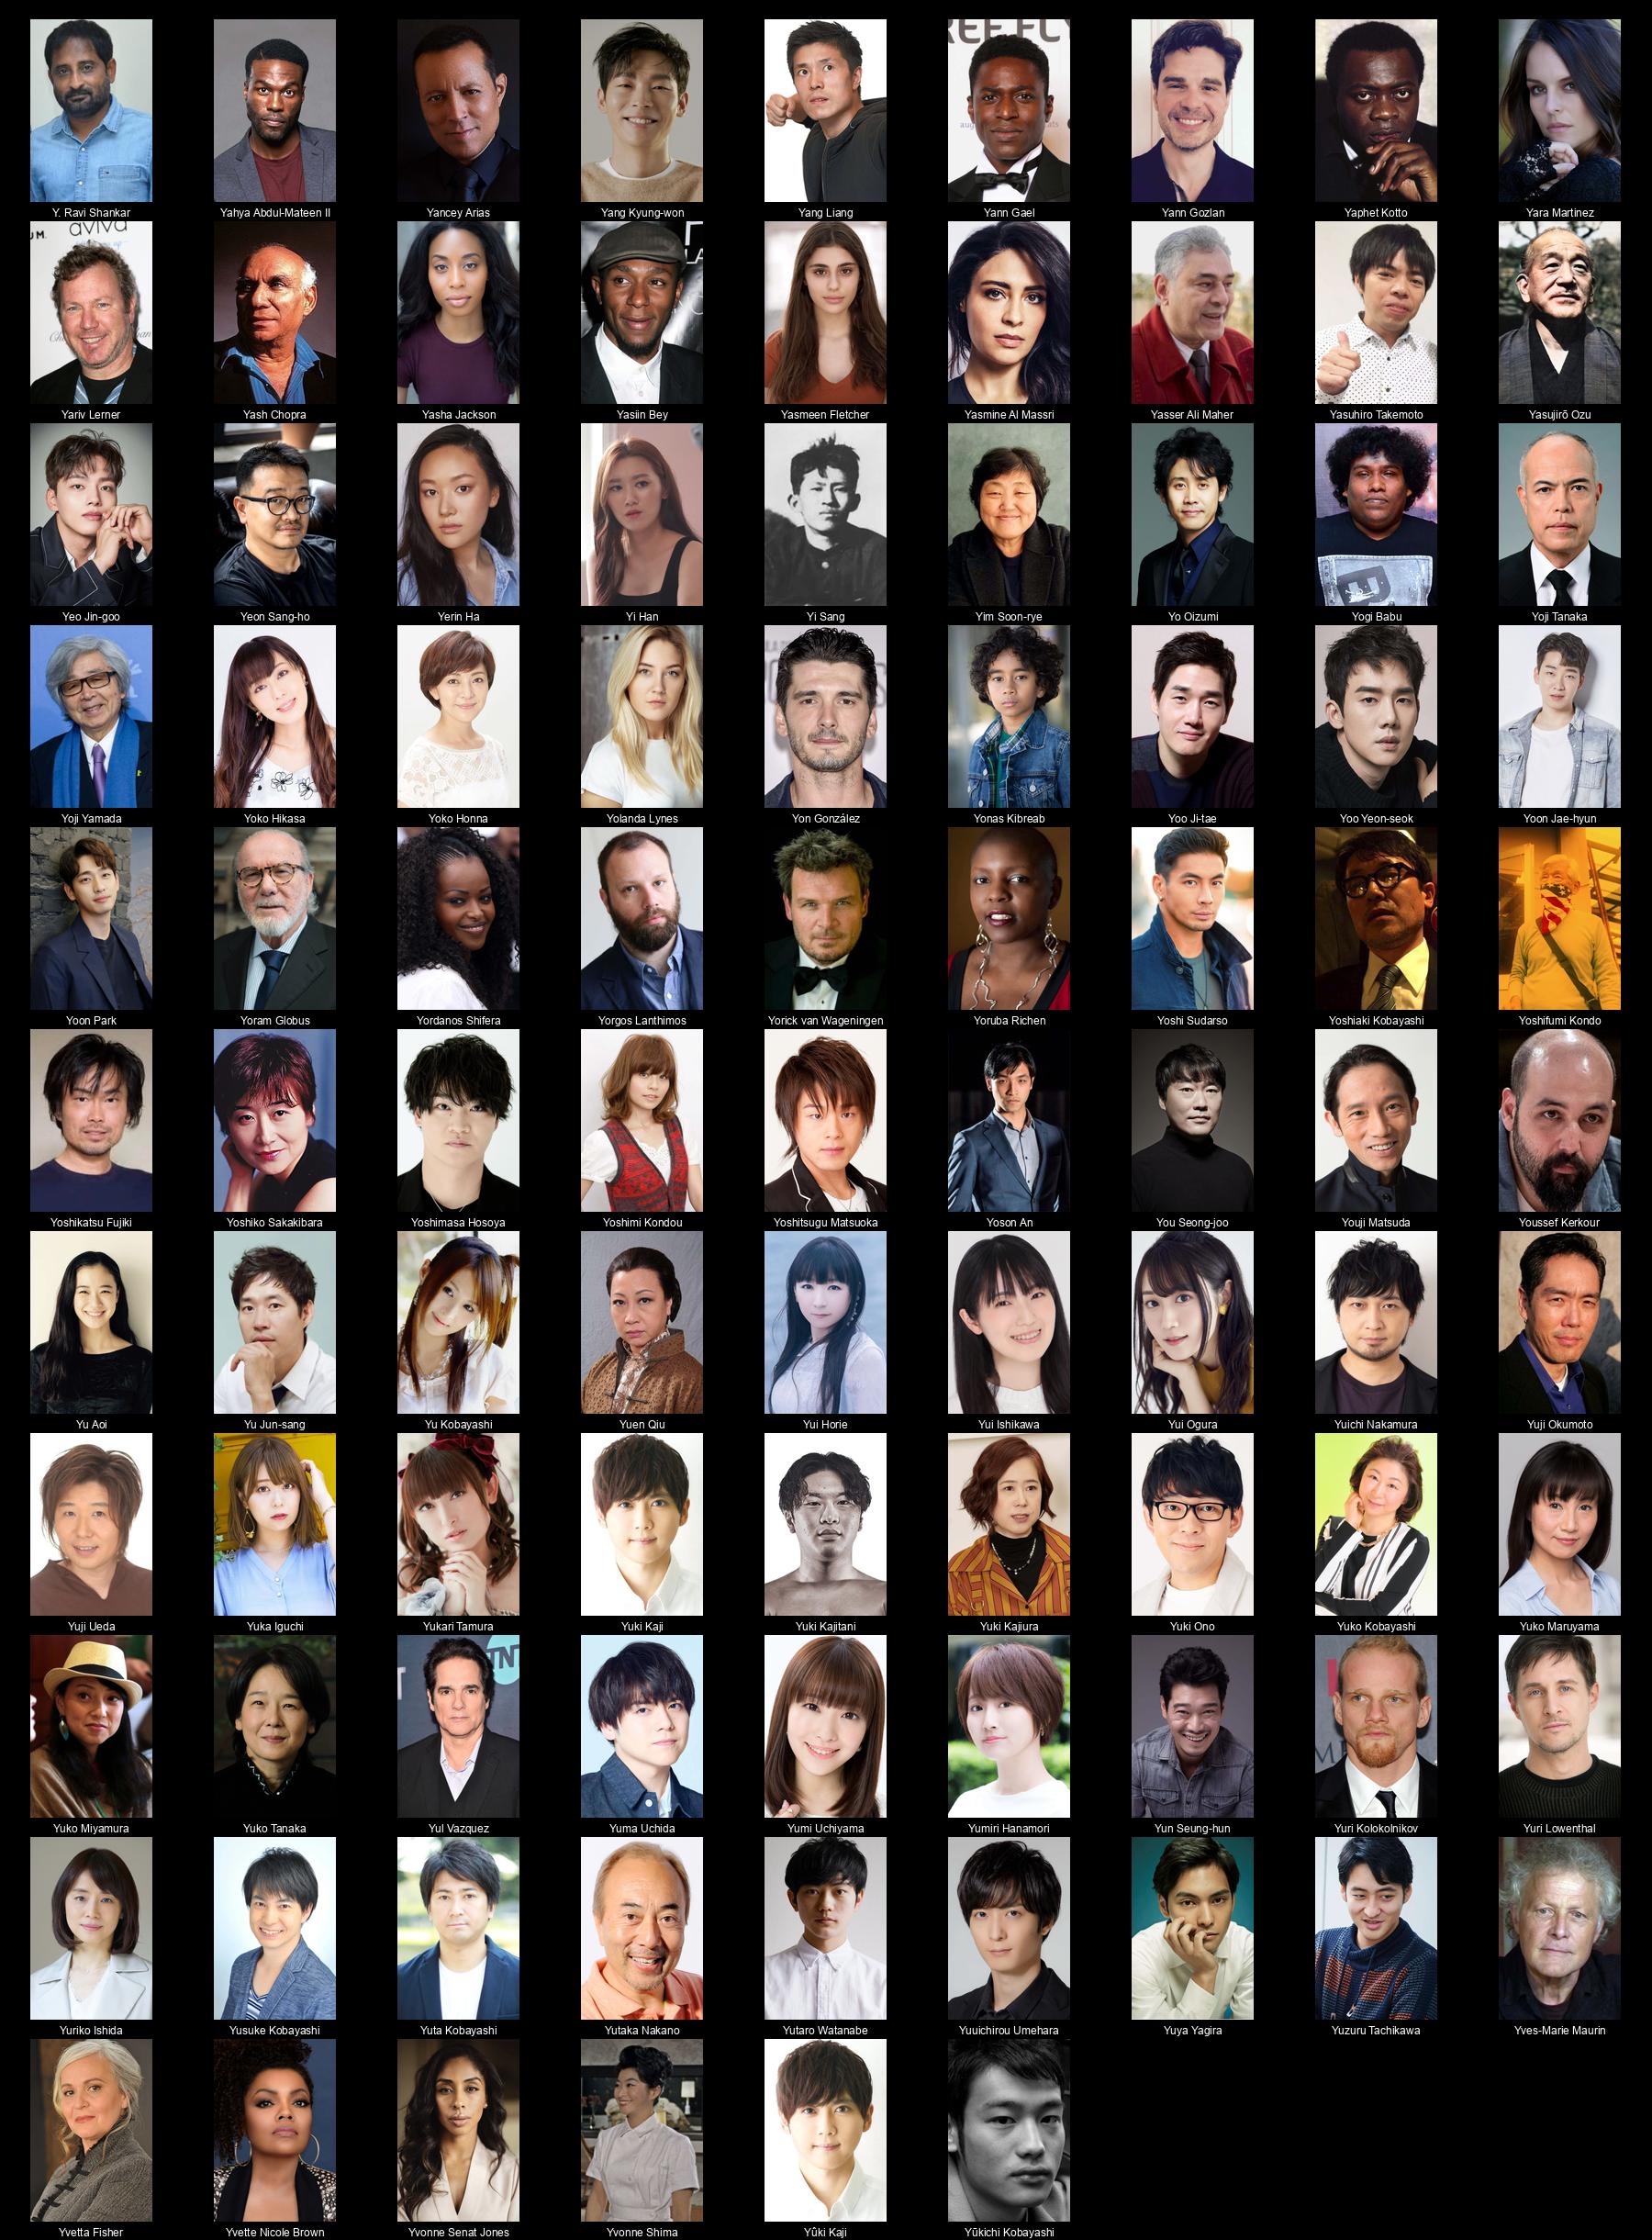 REE FLY
Y. Ravi Shankar
Yahya Abdul-Mateen II
Yancey Arias
Yang Kyung-won
Yang Liang
Yann Gael
Yann Gozlan
Yaphet Kotto
Yara Martinez
aviva
Yariv Lerner
Yash Chopra
Yasha Jackson
Yasiin Bey
Yasmeen Fletcher
Yasmine Al Massri
Yasser Ali Maher
Yasuhiro Takemoto
Yasujirō Ozu
Yeo Jin-goo
Yeon Sang-ho
Yerin Ha
Yi Han
Yi Sang
Yim Soon-rye
Yo Oizumi
Yogi Babu
Yoji Tanaka
Yoji Yamada
Yoko Hikasa
Yoko Honna
Yolanda Lynes
Yon González
Yonas Kibreab
Yoo Ji-tae
Yoo Yeon-seok
Yoon Jae-hyun
Yoon Park
Yoram Globus
Yordanos Shifera
Yorgos Lanthimos
Yorick van Wageningen
Yoruba Richen
Yoshi Sudarso
Yoshiaki Kobayashi
Yoshifumi Kondo
Yoshikatsu Fujiki
Yoshiko Sakakibara
Yoshimasa Hosoya
Yoshimi Kondou
Yoshitsugu Matsuoka
Yoson An
You Seong-joo
Youji Matsuda
Youssef Kerkour
Yu Aoi
Yu Jun-sang
Yu Kobayashi
Yuen Qiu
Yui Horie
Yui Ishikawa
Yui Ogura
Yuichi Nakamura
Yuji Okumoto
Yuji Ueda
Yuka Iguchi
Yukari Tamura
Yuki Kaji
Yuki Kajitani
Yuki Kajiura
Yuki Ono
Yuko Kobayashi
Yuko Maruyama
TNT
Yuko Miyamura
Yuko Tanaka
Yul Vazquez
Yuma Uchida
Yumi Uchiyama
Yumiri Hanamori
Yun Seung-hun
Yuri Kolokolnikov
Yuri Lowenthal
Yuriko Ishida
Yusuke Kobayashi
Yuta Kobayashi
Yutaka Nakano
Yutaro Watanabe
Yuuichirou Umehara
Yuya Yagira
Yuzuru Tachikawa
Yves-Marie Maurin
Yvetta Fisher
Yvette Nicole Brown
Yvonne Senat Jones
Yvonne Shima
Yûki Kaji
Yūkichi Kobayashi